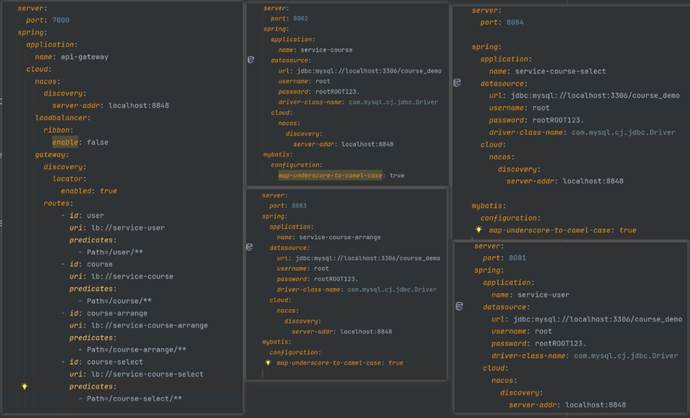 server:
port: 7000
spring:
application:
name: api-gateway
cloud:
nacos:
discovery:
server-addr: localhost:8848
loadbalancer:
ribbon:
enable: false
gateway:
discovery:
locator:
enabled: true
routes:
- id: user
uri: lb://service-user
predicates:
- Path=/user/**
- id: course
uri: lb://service-course
predicates:
- Path=/course/**
- id: course-arrange
uri: lb://service-course-arrange
predicates:
- Path=/course-arrange/**
- id: course-select
uri: lb://service-course-select
predicates:
- Path=/course-select/**
server:
port: 8082
spring:
application:
name: service-course
datasource:
url: jdbc:mysql://localhost:3306/course_demo
username: root
password: rootROOT123.
driver-class-name: com.mysql.cj.jdbc.Driver
cloud:
nacos:
discovery:
server-addr: localhost:8848
mybatis:
configuration:
map-underscore-to-camel-case: true
server:
port: 8083
spring:
application:
name: service-course-arrange
datasource:
url: jdbc:mysql://localhost:3306/course_demo
username: root
password: rootROOT123.
driver-class-name: com.mysql.cj.jdbc.Driver
cloud:
nacos:
discovery:
server-addr: localhost:8848
mybatis:
configuration:
map-underscore-to-camel-case: true
server:
port: 8084
spring:
application:
name: service-course-select
datasource:
url: jdbc:mysql://localhost:3306/course_demo
username: root
password: rootROOT123.
driver-class-name: com.mysql.cj.jdbc.Driver
cloud:
nacos:
discovery:
server-addr: localhost:8848
mybatis:
configuration:
map-underscore-to-camel-case: true
server:
port: 8081
spring:
application:
name: service-user
datasource:
url: jdbc:mysql://localhost:3306/course_demo
username: root
password: rootROOT123.
driver-class-name: com.mysql.cj.jdbc.Driver
cloud:
nacos:
discovery:
server-addr: localhost:8848